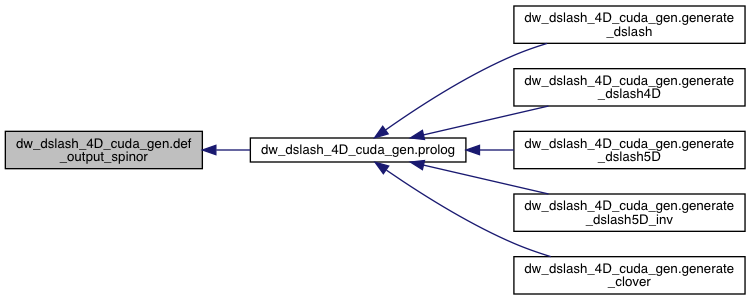 dw_dslash_4D_cuda_gen.generate
_dslash
dw_dslash_4D_cuda_gen.generate
_dslash4D
dw_dslash_4D_cuda_gen.def
_output_spinor
dw_dslash_4D_cuda_gen.prolog
dw_dslash_4D_cuda_gen.generate
_dslash5D
dw_dslash_4D_cuda_gen.generate
_dslash5D_inv
dw_dslash_4D_cuda_gen.generate
_clover